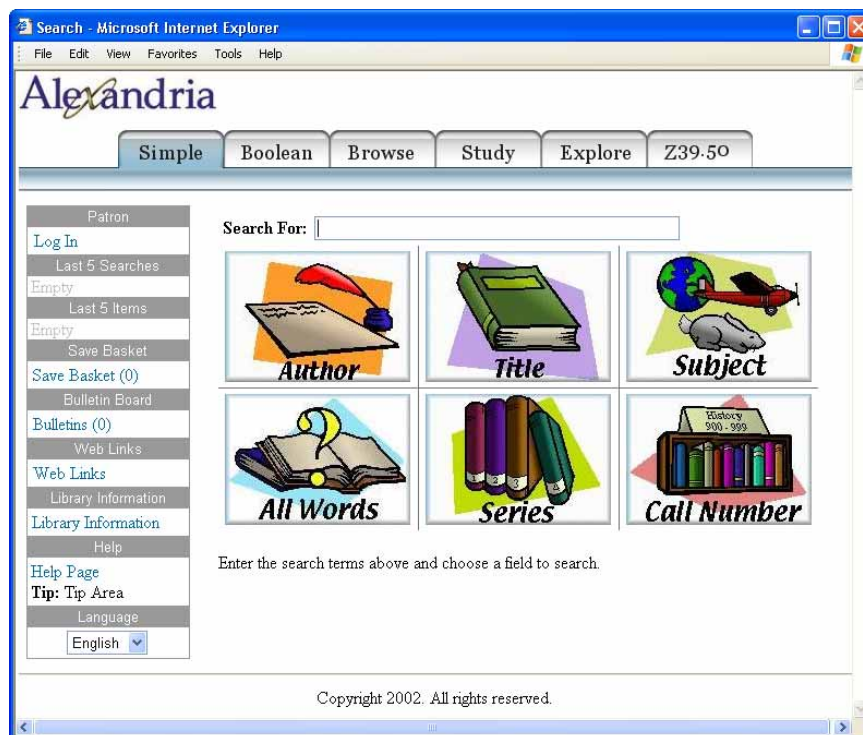 Search - Microsoft Internet Explorer
File Edit View Favorites Tools Help
Alexandria
Simple Boolean Browse Study Explore Z39.50
Patron
Log In
Last 5 Searches
Empty
Last 5 Items
Empty
Save Basket
Save Basket (0)
Bulletin Board
Bulletins (0)
Web Links
Web Links
Library Information
Library Information
Help
Help Page
Tip: Tip Area
Language
English
Search For:
Author Title Subject
?
1 2 3 4
History
900 - 999
All Words Series Call Number
Enter the search terms above and choose a field to search.
Copyright 2002. All rights reserved.